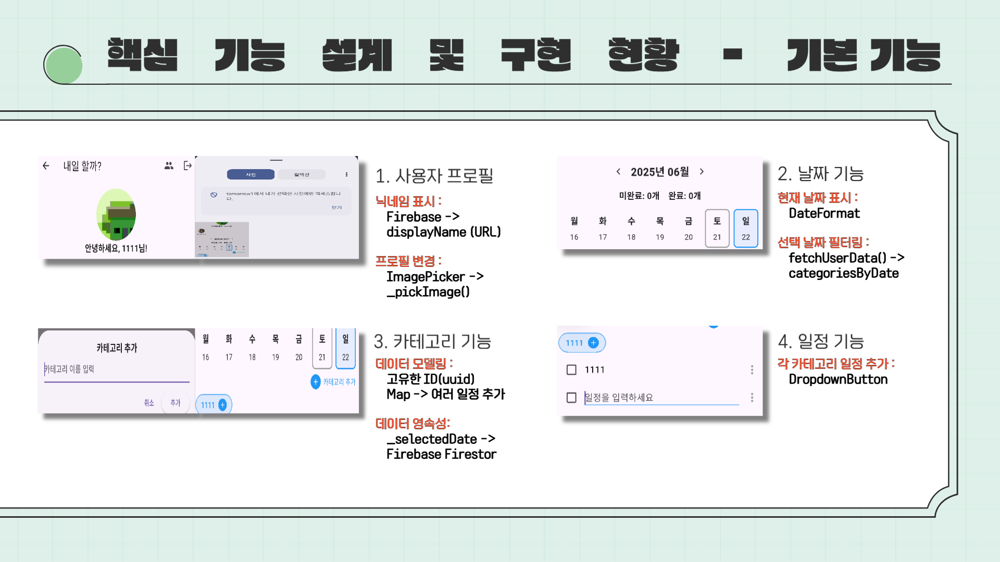 핵심 기능 설계 및 구현 현황 - 기본 기능
내일 할까?
안녕하세요, 1111님!
사진
컬렉션
tomorrow1에서 내가 선택한 사진에만 액세스합니
다.
닫기
1. 사용자 프로필
닉네임 표시 :
Firebase ->
displayName (URL)
프로필 변경 :
ImagePicker ->
_pickImage()
2025년 06월
미완료: 0개 완료: 0개
월 화 수 목 금 토 일
16 17 18 19 20 21 22
2. 날짜 기능
현재 날짜 표시 :
DateFormat
선택 날짜 필터링 :
fetchUserData() ->
categoriesByDate
카테고리 추가
카테고리 이름 입력
취소 추가
월 화 수 목 금 토 일
16 17 18 19 20 21 22
카테고리 추가
1111
3. 카테고리 기능
데이터 모델링 :
고유한 ID(uuid)
Map -> 여러 일정 추가
데이터 영속성:
_selectedDate ->
Firebase Firestor
1111
1111
일정을 입력하세요
4. 일정 기능
각 카테고리 일정 추가 :
DropdownButton